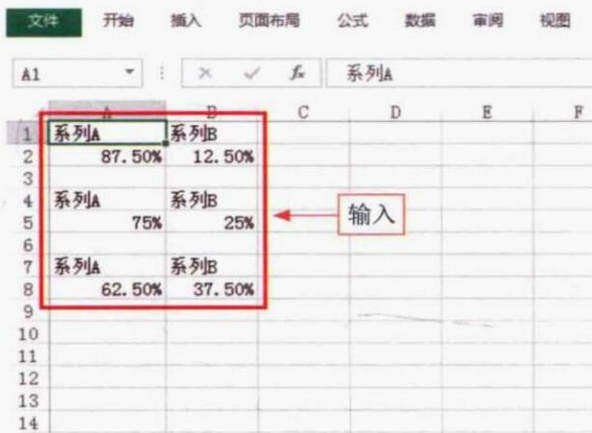 文件 开始 插入 页面布局 公式 数据 审阅 视图
A1 fx 系列A
A B C D E F
1 系列A 系列B
2 87.50% 12.50%
3
4 系列A 系列B
5 75% 25%
输入
6
7 系列A 系列B
8 62.50% 37.50%
9
10
11
12
13
14